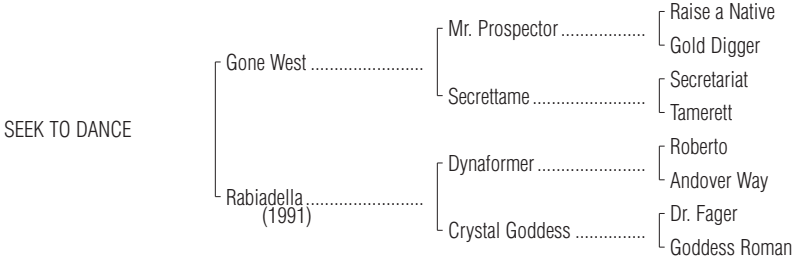 Raise a Native
Mr. Prospector ..................
Gold Digger
Gone West ........................
Secretariat
Secrettame ........................
Tamerett
SEEK TO DANCE
Roberto
Dynaformer .......................
Andover Way
Rabiadella .........................
(1991)
Dr. Fager
Crystal Goddess ...............
Goddess Roman